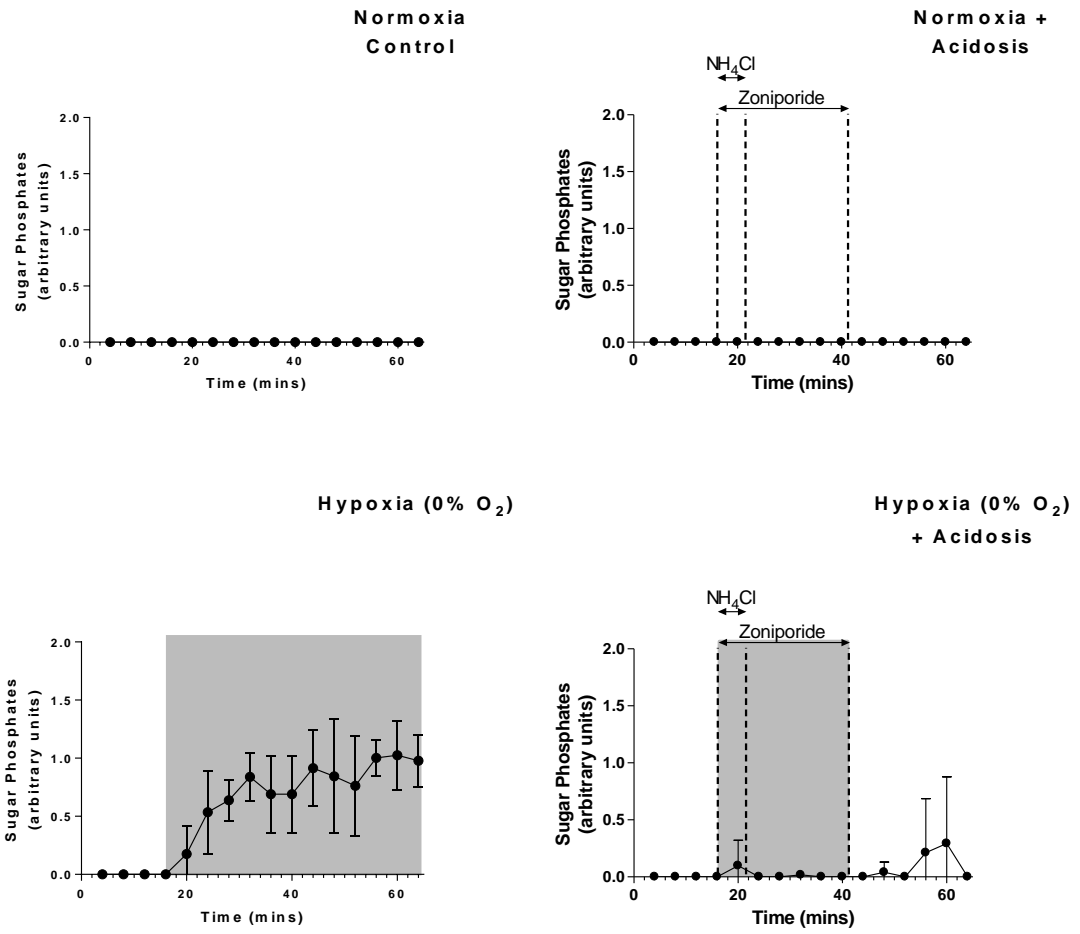 Normoxia
Control
Sugar Phosphates
(arbitrary units)
2.0
1.5
1.0
0.5
0.0
0 20 40 60
Time (mins)
Normoxia +
Acidosis
NH₄Cl
Zoniporide
Sugar Phosphates
(arbitrary units)
2.0
1.5
1.0
0.5
0.0
0 20 40 60
Time (mins)
Hypoxia (0% O₂)
Sugar Phosphates
(arbitrary units)
2.0
1.5
1.0
0.5
0.0
0 20 40 60
Time (mins)
Hypoxia (0% O₂)
+ Acidosis
NH₄Cl
Zoniporide
Sugar Phosphates
(arbitrary units)
2.0
1.5
1.0
0.5
0.0
0 20 40 60
Time (mins)